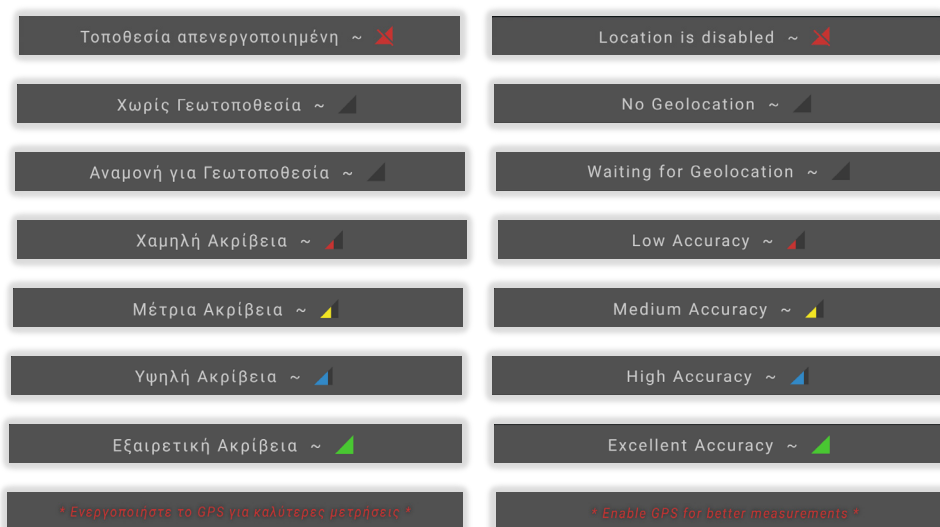 Τοποθεσία απενεργοποιημένη ~
Location is disabled ~
Χωρίς Γεωτοποθεσία ~
No Geolocation ~
Αναμονή για Γεωτοποθεσία ~
Waiting for Geolocation ~
Χαμηλή Ακρίβεια ~
Low Accuracy ~
Μέτρια Ακρίβεια ~
Medium Accuracy ~
Υψηλή Ακρίβεια ~
High Accuracy ~
Εξαιρετική Ακρίβεια ~
Excellent Accuracy ~
* Ενεργοποιήστε το GPS για καλύτερες μετρήσεις *
* Enable GPS for better measurements *